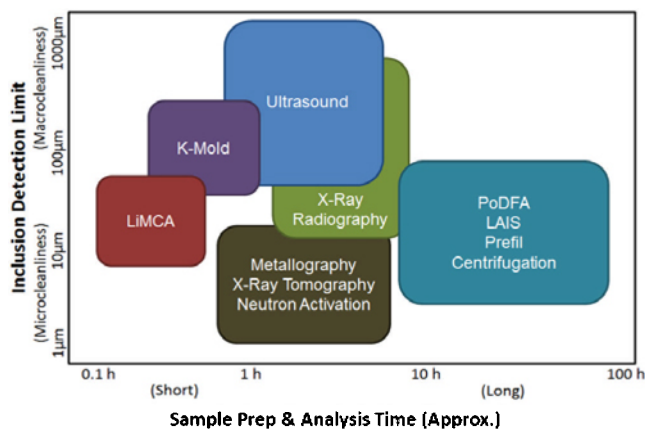 Inclusion Detection Limit
(Macrocleanliness)
(Microcleanliness)
1000µm
100µm
10µm
1µm
Ultrasound
K-Mold
LiMCA
X-Ray
Radiography
PoDFA
LAIS
Prefil
Centrifugation
Metallography
X-Ray Tomography
Neutron Activation
0.1 h
1 h
10 h
100 h
(Short)
(Long)
Sample Prep & Analysis Time (Approx.)